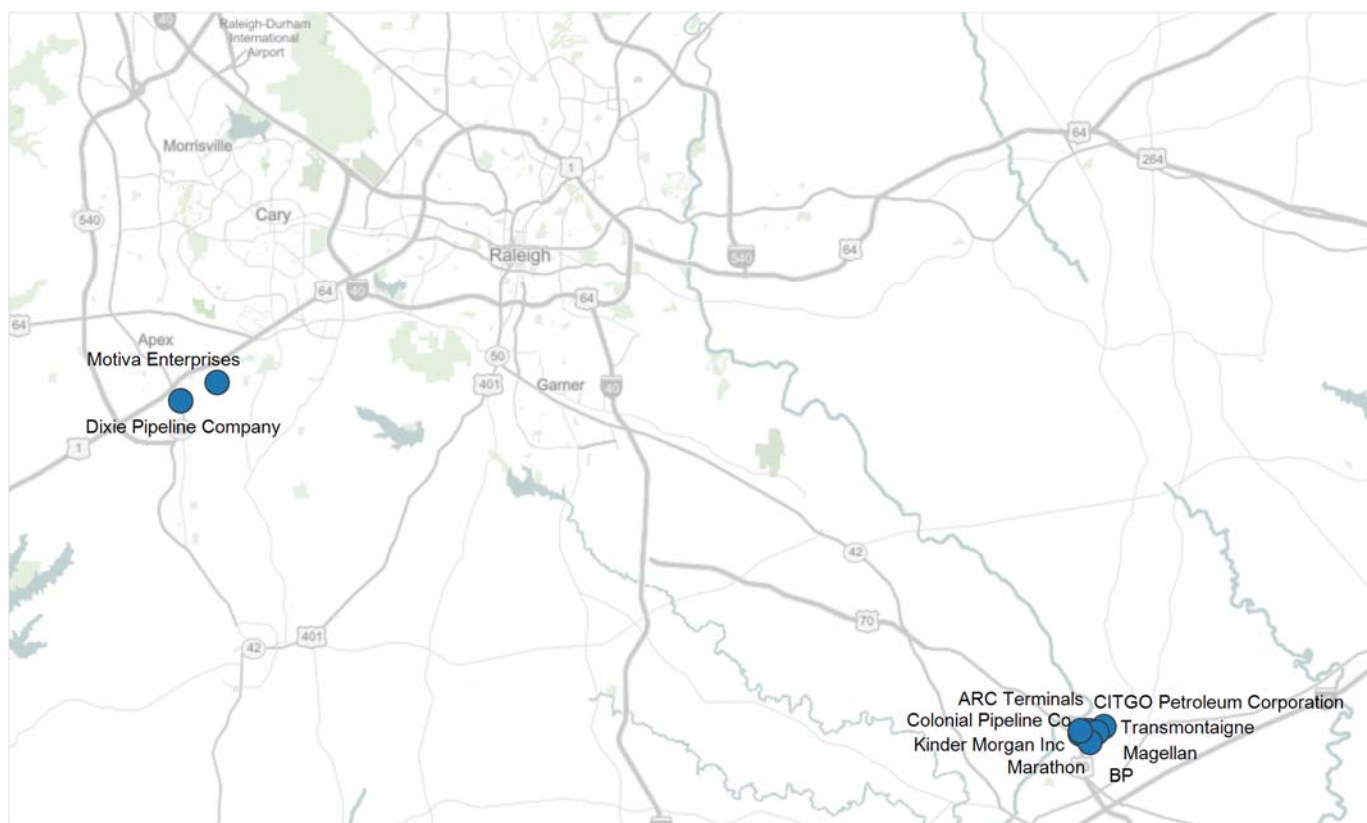 40
Raleigh-Durham
International
Airport
64
264
Morrisville
1
540
Cary
Raleigh
64
540
64
40
64
64
Apex
Motiva Enterprises
50
401
Garner
40
Dixie Pipeline Company
1
42
70
42
401
ARC Terminals
CITGO Petroleum Corporation
Colonial Pipeline Co
Transmontaigne
Kinder Morgan Inc
Magellan
Marathon
BP